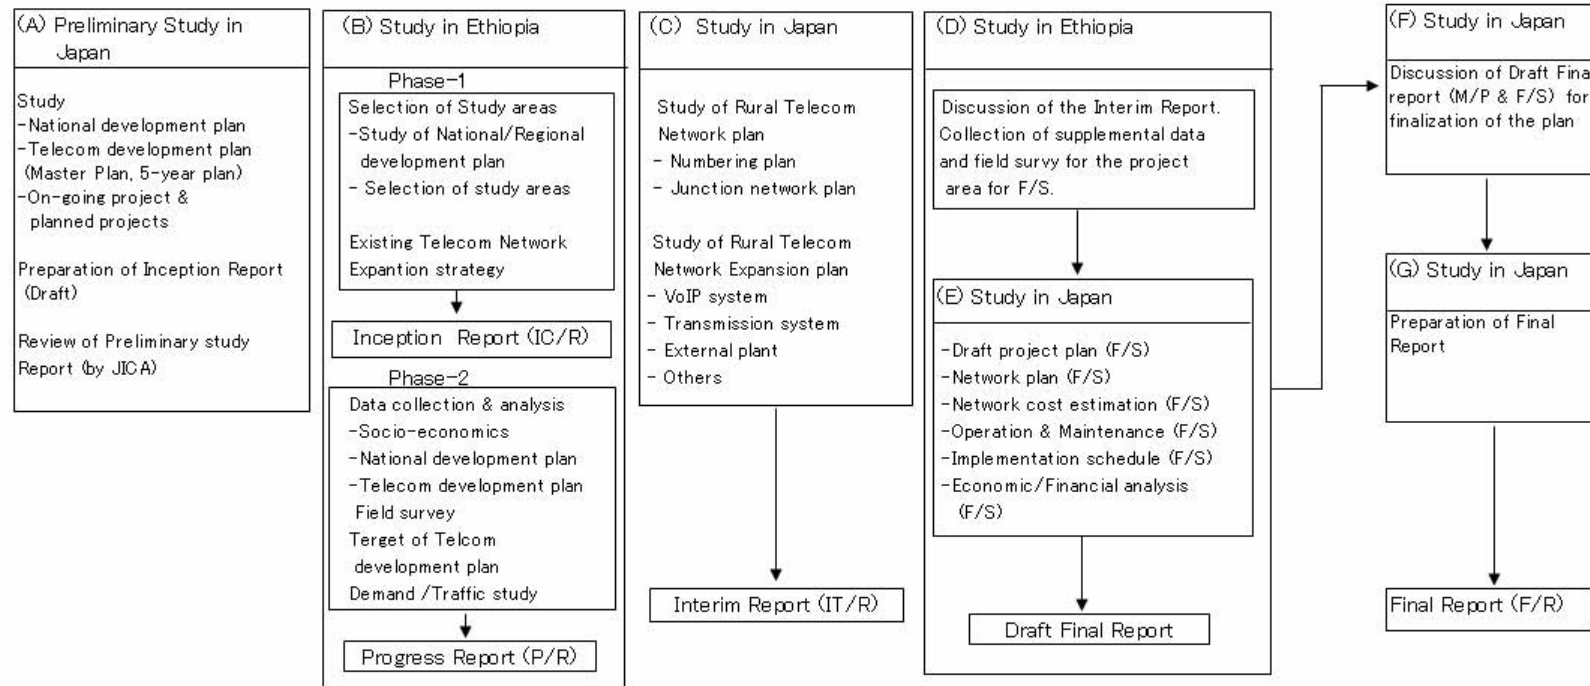 (A) Preliminary Study in
Japan
Study
-National development plan
-Telecom development plan
(Master Plan, 5-year plan)
-On-going project &
planned projects
Preparation of Inception Report
(Draft)
Review of Preliminary study
Report (by JICA)
(B) Study in Ethiopia
Phase-1
Selection of Study areas
-Study of National/Regional
development plan
- Selection of study areas
Existing Telecom Network
Expantion strategy
Inception Report (IC/R)
Phase-2
Data collection & analysis
-Socio-economics
-National development plan
-Telecom development plan
Field survey
Terget of Telcom
development plan
Demand /Traffic study
Progress Report (P/R)
(C) Study in Japan
Study of Rural Telecom
Network plan
- Numbering plan
- Junction network plan
Study of Rural Telecom
Network Expansion plan
- VoIP system
- Transmission system
- External plant
- Others
Interim Report (IT/R)
(D) Study in Ethiopia
Discussion of the Interim Report.
Collection of supplemental data
and field survy for the project
area for F/S.
(E) Study in Japan
-Draft project plan (F/S)
-Network plan (F/S)
-Network cost estimation (F/S)
-Operation & Maintenance (F/S)
-Implementation schedule (F/S)
-Economic/Financial analysis
(F/S)
Draft Final Report
(F) Study in Japan
Discussion of Draft Fina
report (M/P & F/S) for
finalization of the plan
(G) Study in Japan
Preparation of Final
Report
Final Report (F/R)